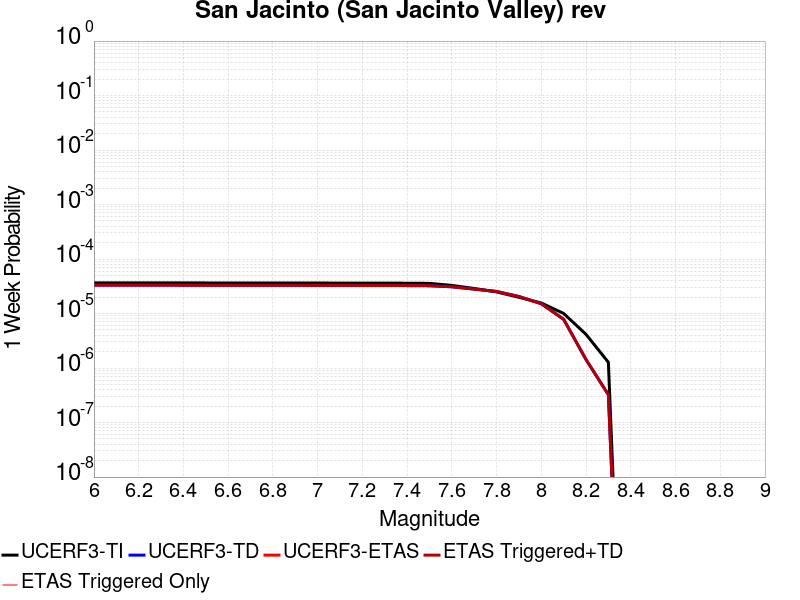 San Jacinto (San Jacinto Valley) rev
10 0
10 -1
10 -2
10 -3
10 -4
10 -5
10 -6
10 -7
10 -8
1 Week Probability
6 6.2 6.4 6.6 6.8 7 7.2 7.4 7.6 7.8 8 8.2 8.4 8.6 8.8 9
Magnitude
UCERF3-TI UCERF3-TD UCERF3-ETAS ETAS Triggered+TD
ETAS Triggered Only